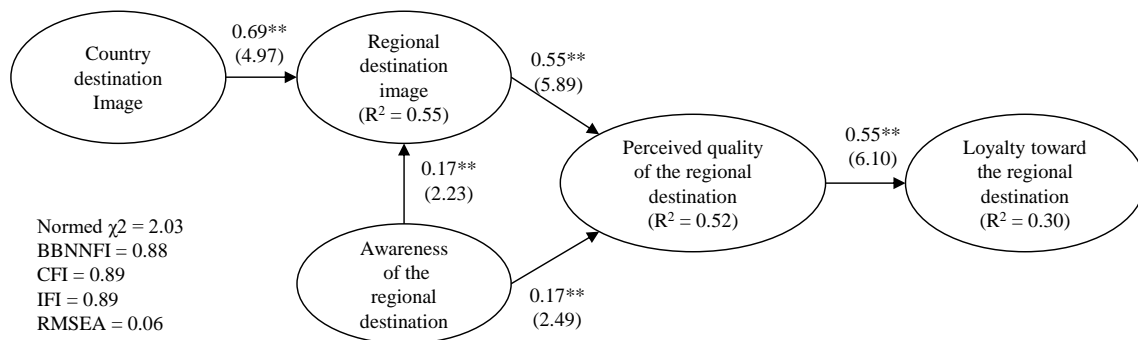 Country
destination
Image
0.69**
(4.97)
Regional
destination
image
(R² = 0.55)
0.55**
(5.89)
0.17**
(2.23)
Perceived quality
of the regional
destination
(R² = 0.52)
0.55**
(6.10)
Loyalty toward
the regional
destination
(R² = 0.30)
Awareness
of the
regional
destination
0.17**
(2.49)
Normed χ2 = 2.03
BBNNFI = 0.88
CFI = 0.89
IFI = 0.89
RMSEA = 0.06